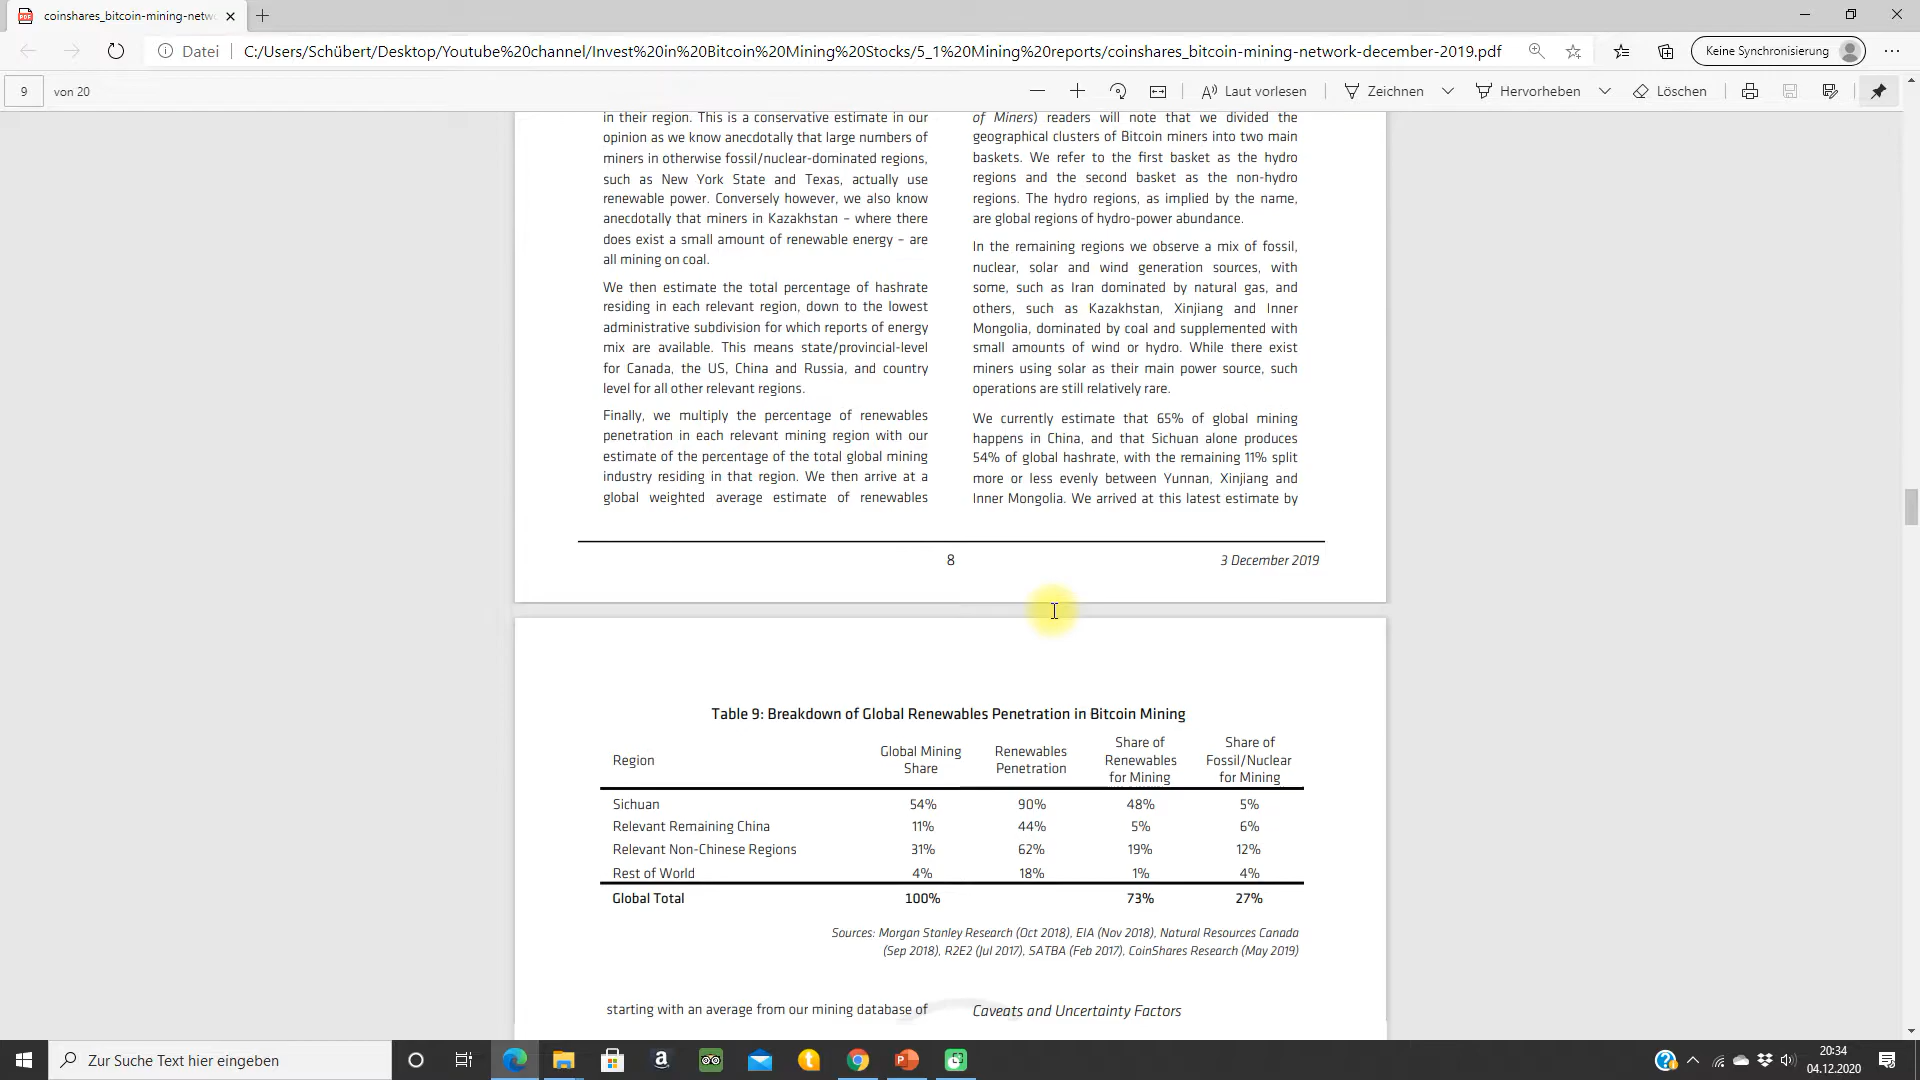 coinshares_bitcoin-mining-netw
Datei
C:/Users/Schübert/Desktop/Youtube%20channel/Invest%20in%20Bitcoin%20Mining%20Stocks/5_1%20Mining%20reports/coinshares_bitcoin-mining-network-december-2019.pdf
Keine Synchronisierung
9
von 20
Laut vorlesen
Zeichnen
Hervorheben
Löschen
in their region. This is a conservative estimate in our
opinion as we know anecdotally that large numbers of
miners in otherwise fossil/nuclear-dominated regions,
such as New York State and Texas, actually use
renewable power. Conversely however, we also know
anecdotally that miners in Kazakhstan – where there
does exist a small amount of renewable energy – are
all mining on coal.
We then estimate the total percentage of hashrate
residing in each relevant region, down to the lowest
administrative subdivision for which reports of energy
mix are available. This means state/provincial-level
for Canada, the US, China and Russia, and country
level for all other relevant regions.
Finally, we multiply the percentage of renewables
penetration in each relevant mining region with our
estimate of the percentage of the total global mining
industry residing in that region. We then arrive at a
global weighted average estimate of renewables
of Miners) readers will note that we divided the
geographical clusters of Bitcoin miners into two main
baskets. We refer to the first basket as the hydro
regions and the second basket as the non-hydro
regions. The hydro regions, as implied by the name,
are global regions of hydro-power abundance.
In the remaining regions we observe a mix of fossil,
nuclear, solar and wind generation sources, with
some, such as Iran dominated by natural gas, and
others, such as Kazakhstan, Xinjiang and Inner
Mongolia, dominated by coal and supplemented with
small amounts of wind or hydro. While there exist
miners using solar as their main power source, such
operations are still relatively rare.
We currently estimate that 65% of global mining
happens in China, and that Sichuan alone produces
54% of global hashrate, with the remaining 11% split
more or less evenly between Yunnan, Xinjiang and
Inner Mongolia. We arrived at this latest estimate by
8
3 December 2019
Table 9: Breakdown of Global Renewables Penetration in Bitcoin Mining
Region
Global Mining
Share
Renewables
Penetration
Share of
Renewables
for Mining
Share of
Fossil/Nuclear
for Mining
Sichuan 54% 90% 48% 5%
Relevant Remaining China 11% 44% 5% 6%
Relevant Non-Chinese Regions 31% 62% 19% 12%
Rest of World 4% 18% 1% 4%
Global Total 100% 73% 27%
Sources: Morgan Stanley Research (Oct 2018), EIA (Nov 2018), Natural Resources Canada
(Sep 2018), R2E2 (Jul 2017), SATBA (Feb 2017), CoinShares Research (May 2019)
starting with an average from our mining database of
Caveats and Uncertainty Factors
Zur Suche Text hier eingeben
20:34
04.12.2020